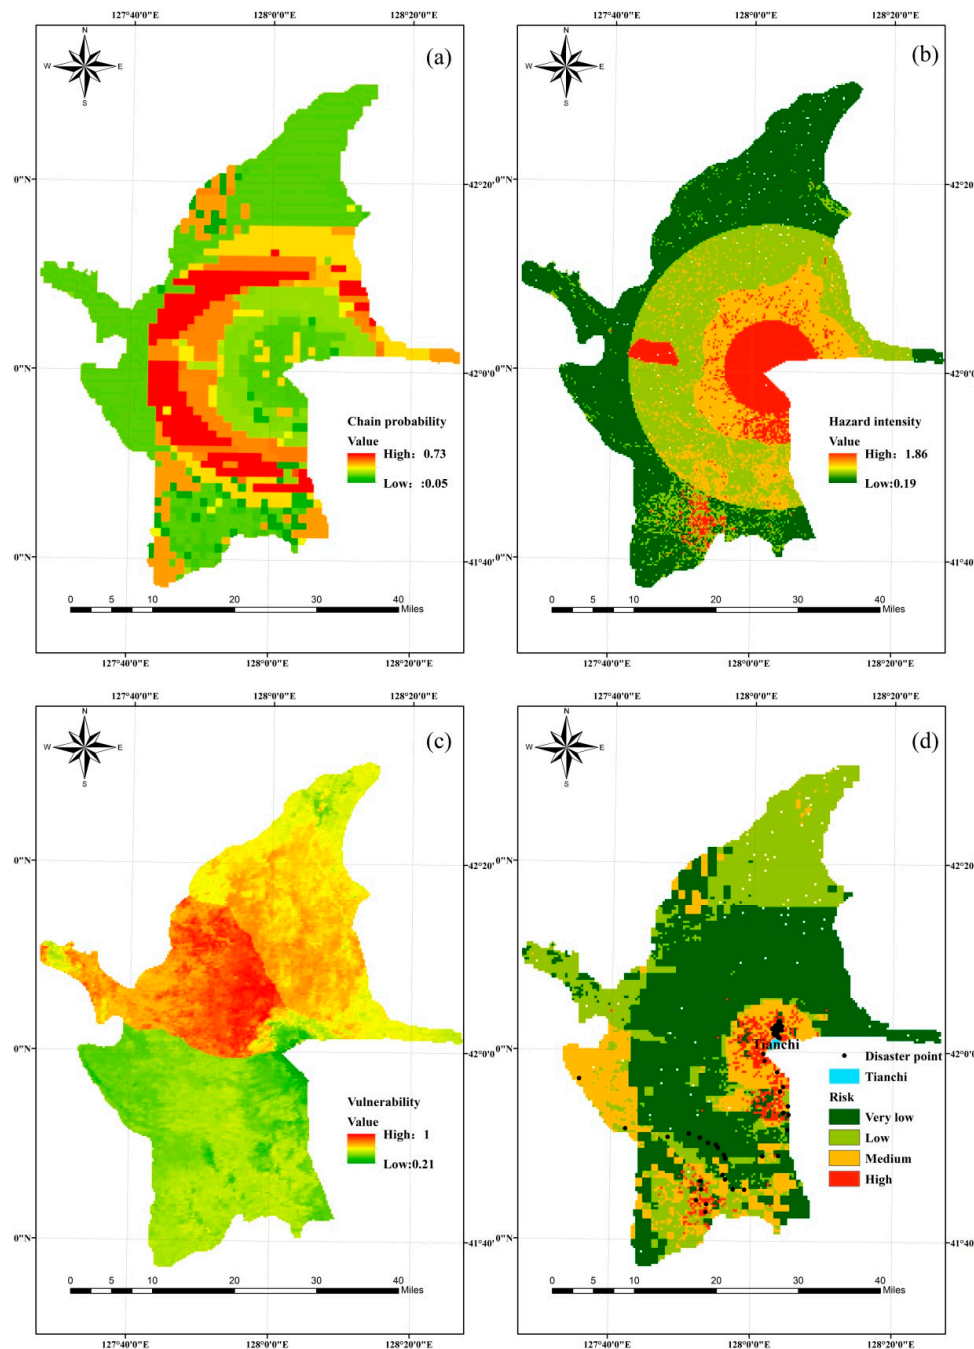 127°40'0"E 128°0'0"E 128°20'0"E
N
W E
S
(a)
0"N
42°20'
0"N
42°0'0
0"N
41°40'
Chain probability
Value
High: 0.73
Low: :0.05
0 5 10 20 30 40
Miles
127°40'0"E 128°0'0"E 128°20'0"E
127°40'0"E 128°0'0"E 128°20'0"E
N
W E
S
(b)
0"N
42°20'
0"N
42°0'0
0"N
41°40'
Hazard intensity
Value
High: 1.86
Low:0.19
0 5 10 20 30 40
Miles
127°40'0"E 128°0'0"E 128°20'0"E
127°40'0"E 128°0'0"E 128°20'0"E
N
W E
S
(c)
0"N
42°20'
0"N
42°0'0
0"N
41°40'
Vulnerability
Value
High: 1
Low:0.21
0 5 10 20 30 40
Miles
127°40'0"E 128°0'0"E 128°20'0"E
127°40'0"E 128°0'0"E 128°20'0"E
N
W E
S
(d)
0"N
42°20'
0"N
42°0'0
0"N
41°40'
Tianchi
Disaster point
Tianchi
Risk
Very low
Low
Medium
High
0 5 10 20 30 40
Miles
127°40'0"E 128°0'0"E 128°20'0"E